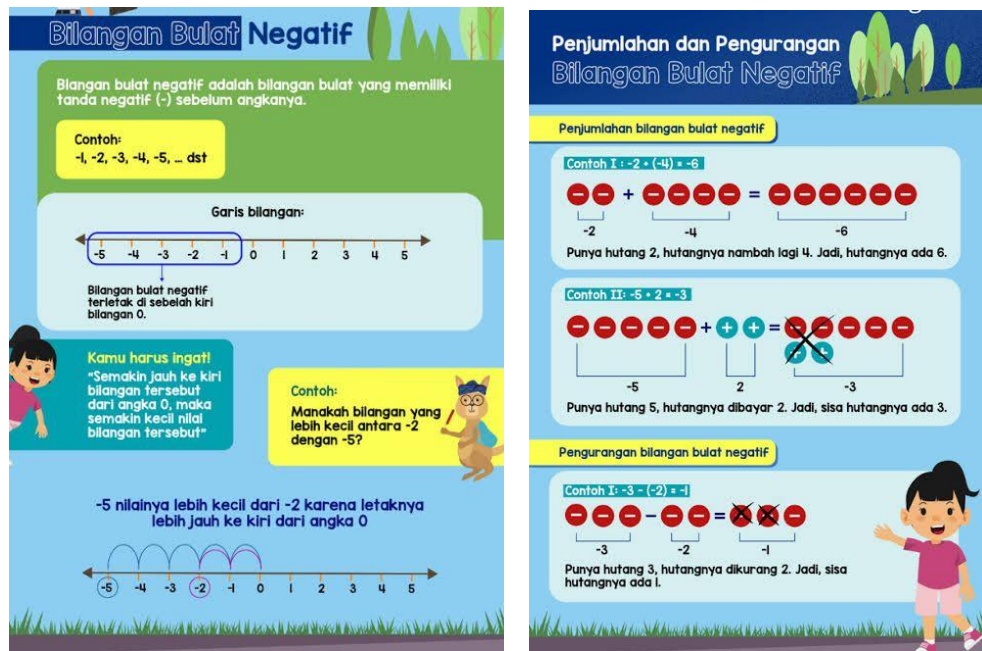 Bilangan Bulat Negatif
Blangan bulat negatif adalah bilangan bulat yang memiliki
tanda negatif (-) sebelum angkanya.
Contoh:
-1, -2, -3, -4, -5, ... dst
Garis bilangan:
-5 -4 -3 -2 -1 0 1 2 3 4 5
Bilangan bulat negatif
terletak di sebelah kiri
bilangan 0.
Kamu harus ingat!
"Semakin jauh ke kiri
bilangan tersebut
dari angka 0, maka
semakin kecil nilai
bilangan tersebut"
Contoh:
Manakah bilangan yang
lebih kecil antara -2
dengan -5?
-5 nilainya lebih kecil dari -2 karena letaknya
lebih jauh ke kiri dari angka 0
-5 -4 -3 -2 -1 0 1 2 3 4 5
Penjumlahan dan Pengurangan
Bilangan Bulat Negatif
Penjumlahan bilangan bulat negatif
Contoh I : -2 + (-4) = -6
- - + - - - - = - - - - - -
-2 -4 -6
Punya hutang 2, hutangnya nambah lagi 4. Jadi, hutangnya ada 6.
Contoh II: -5 + 2 = -3
- - - - - + + + = - - - - -
+ +
-5 2 -3
Punya hutang 5, hutangnya dibayar 2. Jadi, sisa hutangnya ada 3.
Pengurangan bilangan bulat negatif
Contoh I: -3 - (-2) = -1
- - - - - - = - - -
-3 -2 -1
Punya hutang 3, hutangnya dikurang 2. Jadi, sisa
hutangnya ada 1.